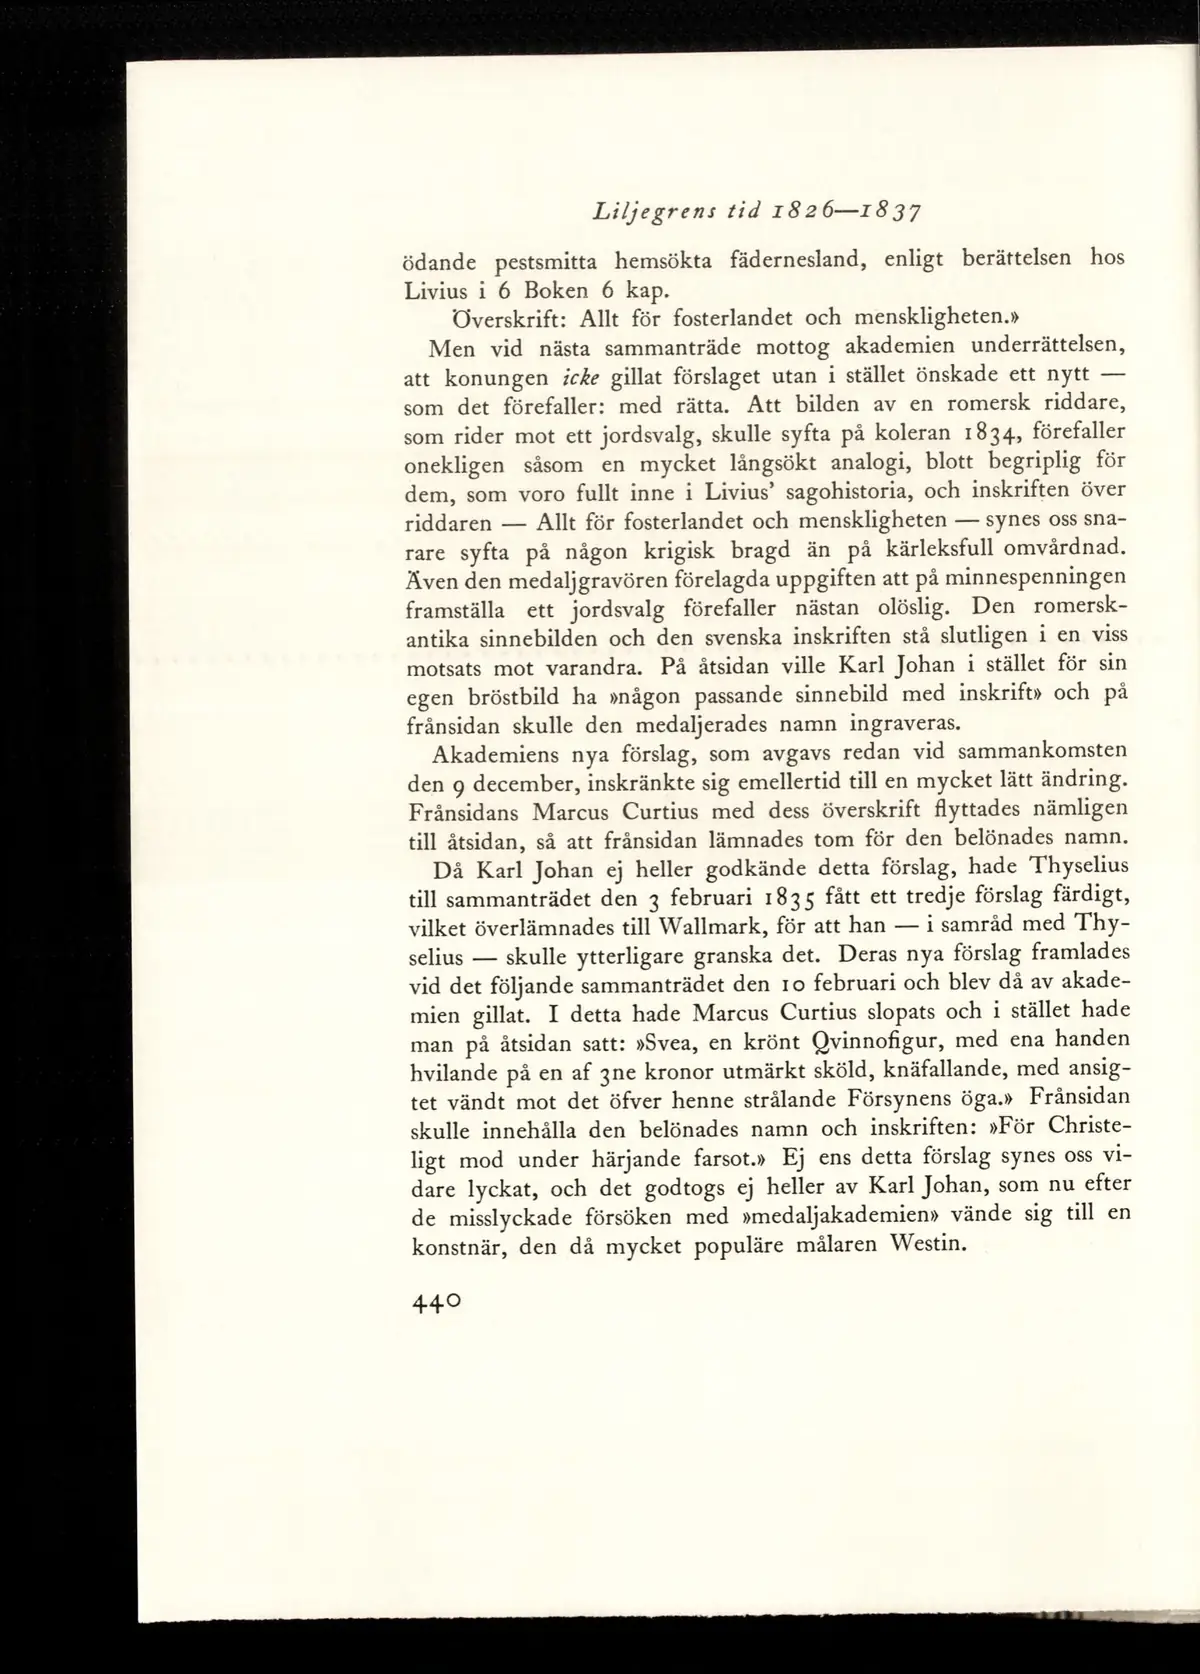 Liljegrens tid 1826—1837
ödande pestsmitta hemsökta fädernesland, enligt berättelsen hos
Livius i 6 Boken 6 kap.
Överskrift: Allt för fosterlandet och menskligheten.»
Men vid nästa sammanträde mottog akademien underrättelsen,
att konungen icke gillat förslaget utan i stället önskade ett nytt —
som det förefaller: med rätta. Att bilden av en romersk riddare,
som rider mot ett jordsvalg, skulle syfta på koleran 1834, förefaller
onekligen såsom en mycket långsökt analogi, blott begriplig för
dem, som voro fullt inne i Livius’ sagohistoria, och inskriften över
riddaren — Allt för fosterlandet och menskligheten — synes oss sna-
rare syfta på någon krigisk bragd än på kärleksfull omvårdnad.
Även den medaljgravören förelagda uppgiften att på minnespenningen
framställa ett jordsvalg förefaller nästan olöslig. Den romersk-
antika sinnebilden och den svenska inskriften stå slutligen i en viss
motsats mot varandra. På åtsidan ville Karl Johan i stället för sin
egen bröstbild ha »någon passande sinnebild med inskrift» och på
frånsidan skulle den medaljerades namn ingraveras.
Akademiens nya förslag, som avgavs redan vid sammankomsten
den 9 december, inskränkte sig emellertid till en mycket lätt ändring.
Frånsidans Marcus Curtius med dess överskrift flyttades nämligen
till åtsidan, så att frånsidan lämnades tom för den belönades namn.
Då Karl Johan ej heller godkände detta förslag, hade Thyselius
till sammanträdet den 3 februari 1835 fått ett tredje förslag färdigt,
vilket överlämnades till Wallmark, för att han — i samråd med Thy-
selius — skulle ytterligare granska det. Deras nya förslag framlades
vid det följande sammanträdet den 10 februari och blev då av akade-
mien gillat. I detta hade Marcus Curtius slopats och i stället hade
man på åtsidan satt: »Svea, en krönt Qvinnofigur, med ena handen
hvilande på en af 3ne kronor utmärkt sköld, knäfallande, med ansig-
tet vändt mot det öfver henne strålande Försynens öga.» Frånsidan
skulle innehålla den belönades namn och inskriften: »För Christe-
ligt mod under härjande farsot.» Ej ens detta förslag synes oss vi-
dare lyckat, och det godtogs ej heller av Karl Johan, som nu efter
de misslyckade försöken med »medaljakademien» vände sig till en
konstnär, den då mycket populäre målaren Westin.
440